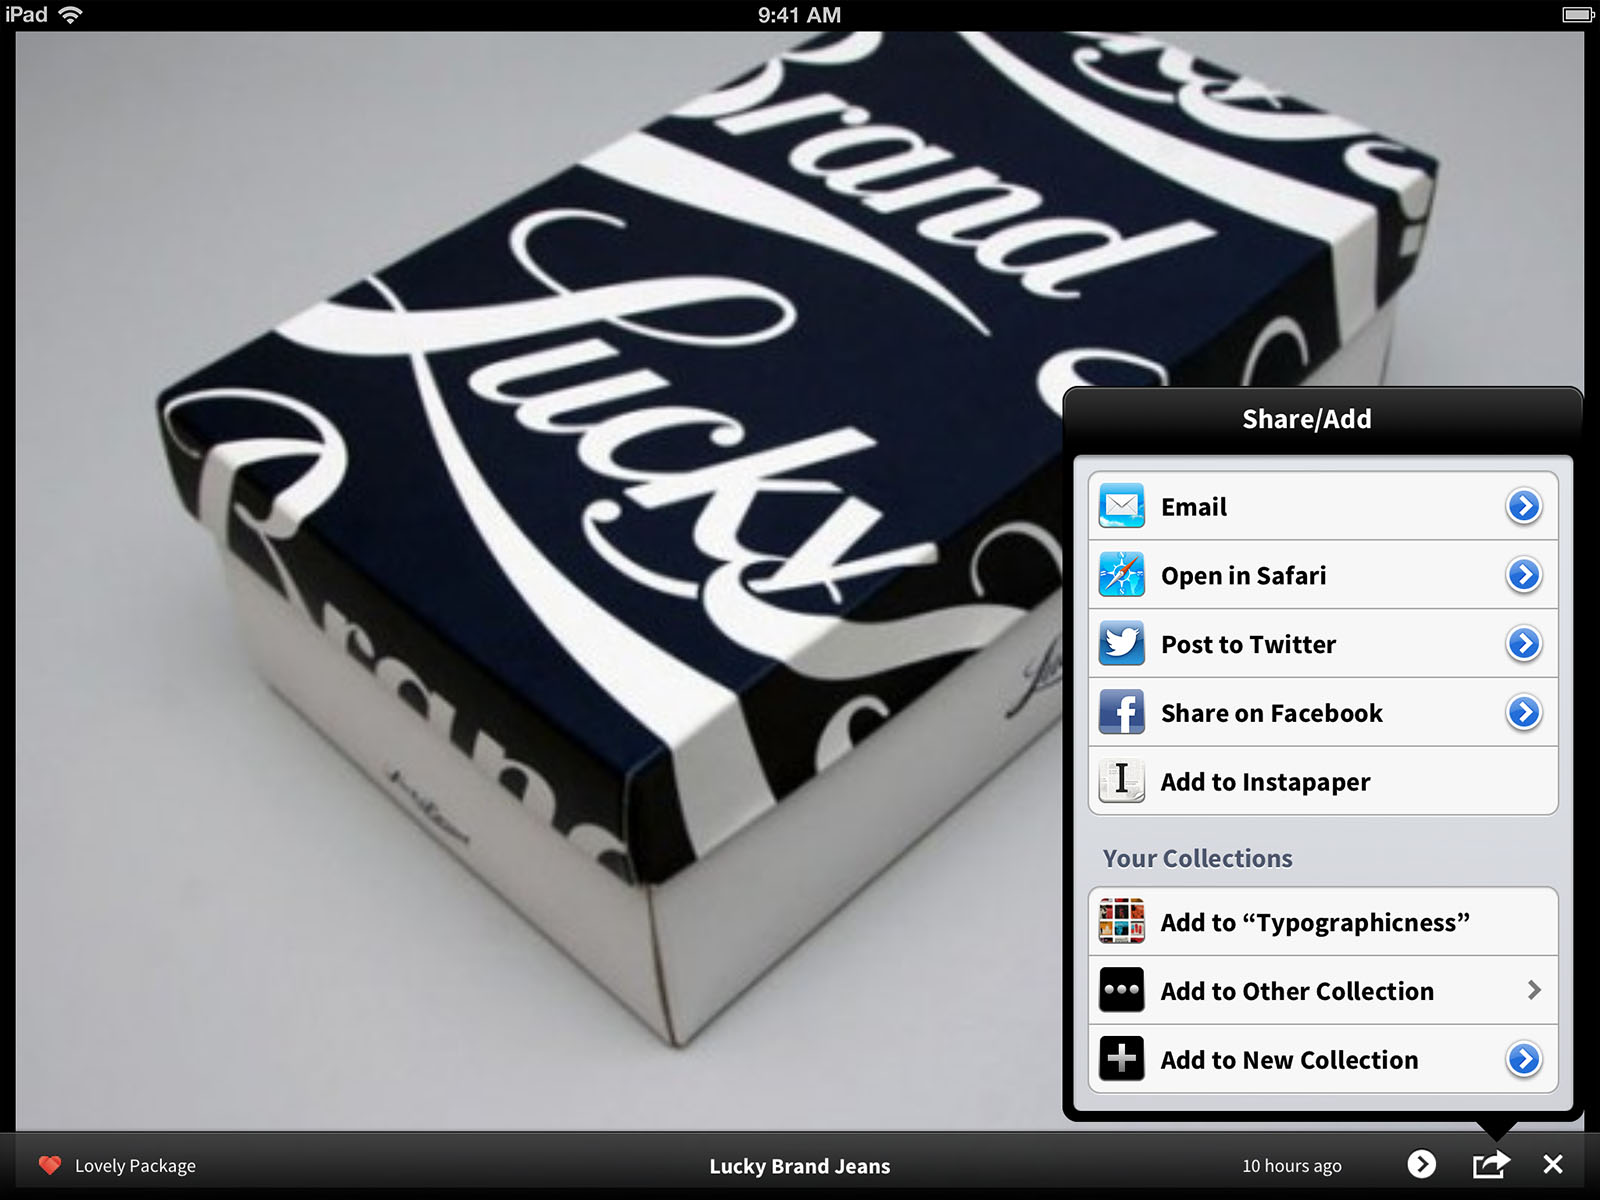 iPad
9:41 AM
Brand
Lucky
Brand
Share/Add
Email
Open in Safari
Post to Twitter
Share on Facebook
Add to Instapaper
Your Collections
Add to “Typographicness”
Add to Other Collection
Add to New Collection
Lovely Package
Lucky Brand Jeans
10 hours ago